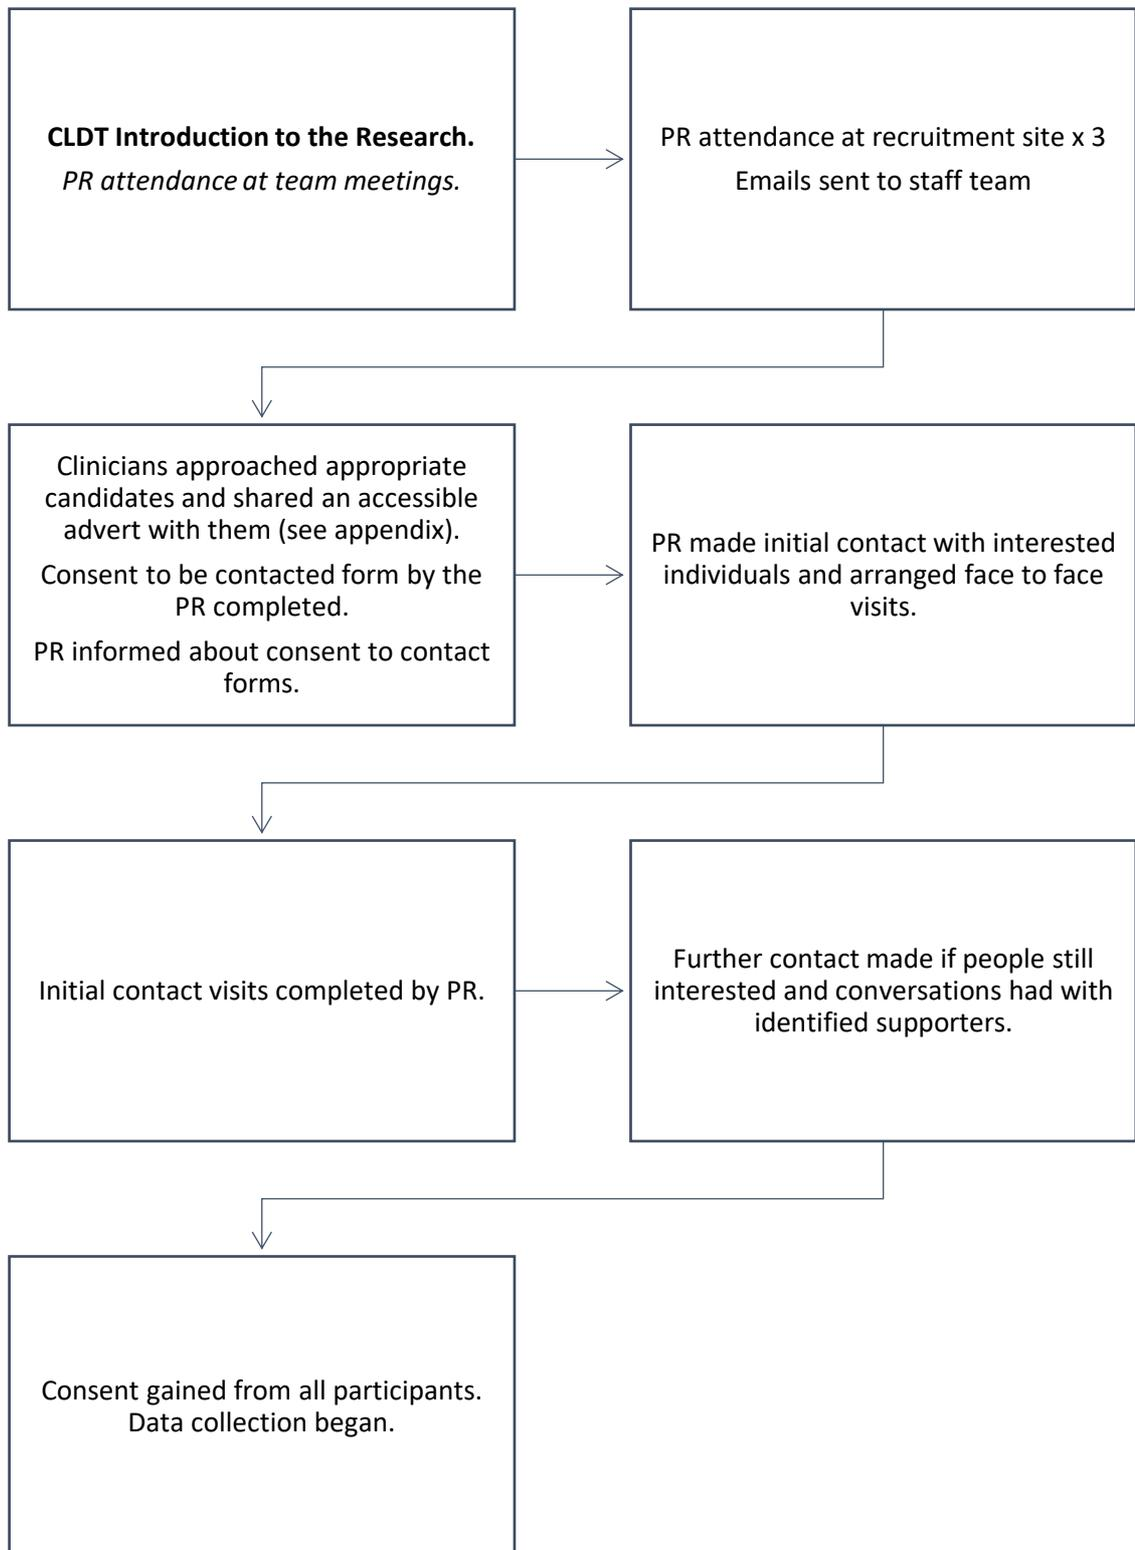 CLDT Introduction to the Research.
PR attendance at team meetings.
PR attendance at recruitment site x 3
Emails sent to staff team
Clinicians approached appropriate
candidates and shared an accessible
advert with them (see appendix).
Consent to be contacted form by the
PR completed.
PR informed about consent to contact
forms.
PR made initial contact with interested
individuals and arranged face to face
visits.
Initial contact visits completed by PR.
Further contact made if people still
interested and conversations had with
identified supporters.
Consent gained from all participants.
Data collection began.